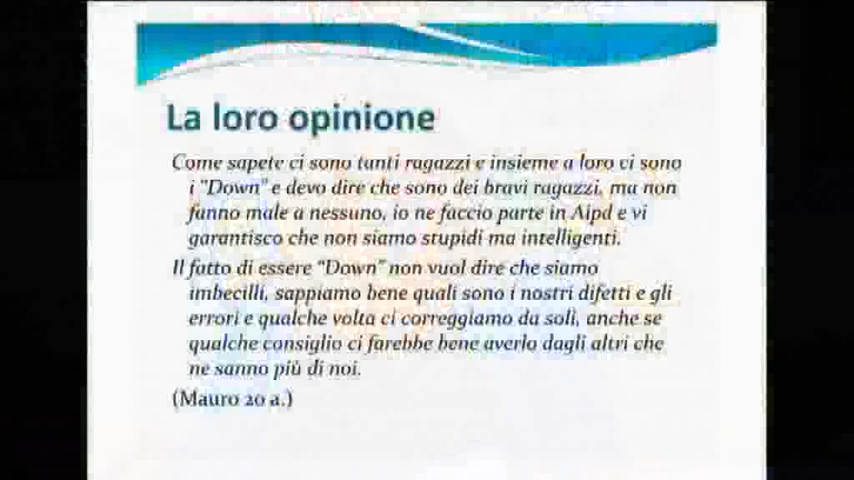 La loro opinione
Come sapete ci sono tanti ragazzi e insieme a loro ci sono
i "Down" e devo dire che sono dei bravi ragazzi, ma non
fanno male a nessuno, io ne faccio parte in Aipd e vi
garantisco che non siamo stupidi ma intelligenti.
Il fatto di essere "Down" non vuol dire che siamo
imbecilli, sappiamo bene quali sono i nostri difetti e gli
errori e qualche volta ci correggiamo da soli, anche se
qualche consiglio ci farebbe bene averlo dagli altri che
ne sanno più di noi.
(Mauro 20 a.)